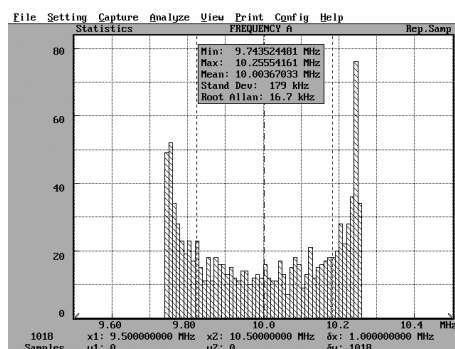 File Setting Capture Analyze View Print Config Help
Statistics FREQUENCY A Rep.Samp
Min: 9.743524481 MHz
Max: 10.25554161 MHz
Mean: 10.00367033 MHz
Stand Dev: 179 kHz
Root Allan: 16.7 kHz
80
60
40
20
0
9.60 9.80 10.0 10.2 10.4 MHz
1018 x1: 9.500000000 MHz x2: 10.50000000 MHz δx: 1.000000000 MHz
Samples y1: 0 y2: 0 δy: 1018